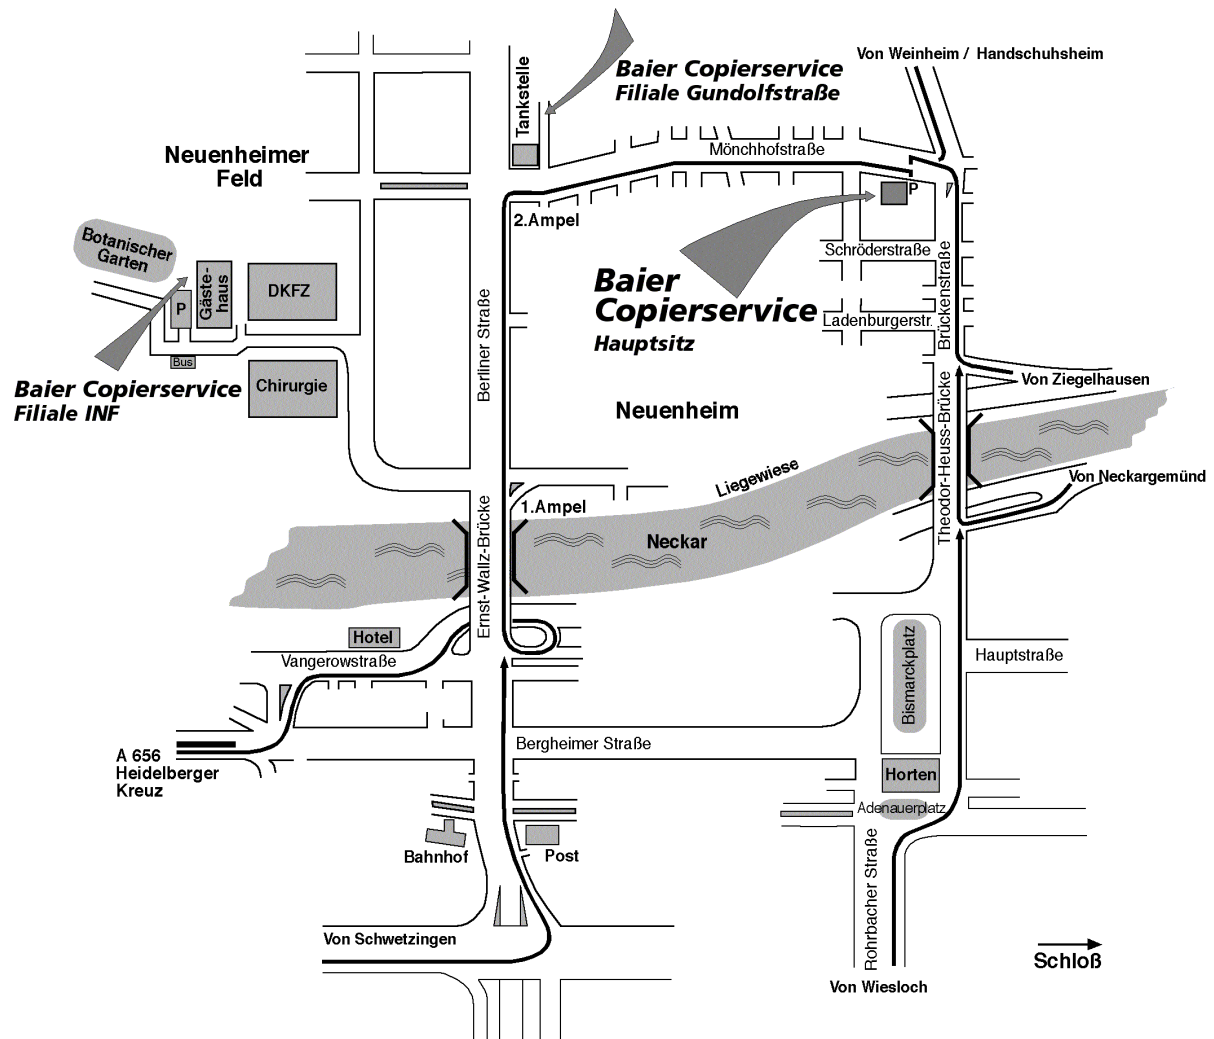 Von Weinheim / Handschuhsheim
Baier Copierservice
Filiale Gundolfstraße
Tankstelle
Mönchhofstraße
Neuenheimer
Feld
P
2.Ampel
Botanischer
Garten
Schröderstraße
Gäste-
haus
DKFZ
P
Baier
Copierservice
Hauptsitz
Ladenburgerstr.
Brückenstraße
Berliner Straße
Bus
Baier Copierservice
Filiale INF
Chirurgie
Von Ziegelhausen
Neuenheim
Theodor-Heuss-Brücke
Liegewiese
Von Neckargemünd
1.Ampel
Neckar
Ernst-Wallz-Brücke
Hotel
Vangerowstraße
Hauptstraße
Bismarckplatz
Bergheimer Straße
A 656
Heidelberger
Kreuz
Horten
Adenauerplatz
Bahnhof
Post
Rohrbacher Straße
Von Schwetzingen
Schloß
Von Wiesloch